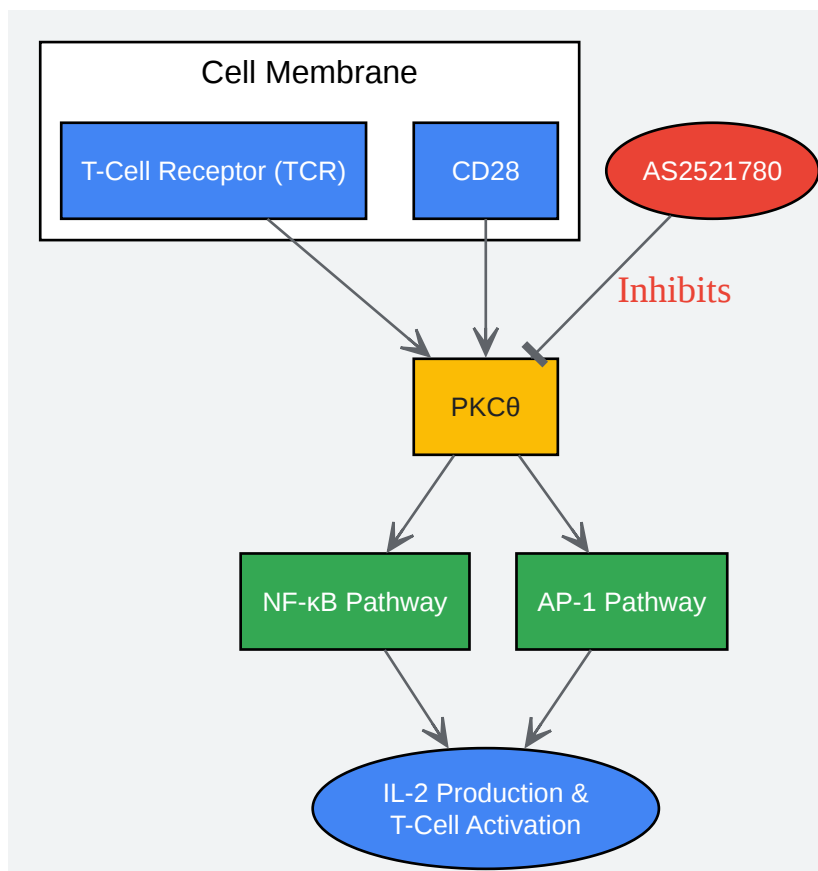 Cell Membrane
T-Cell Receptor (TCR)
CD28
AS2521780
Inhibits
PKCθ
NF-κB Pathway
AP-1 Pathway
IL-2 Production &
T-Cell Activation